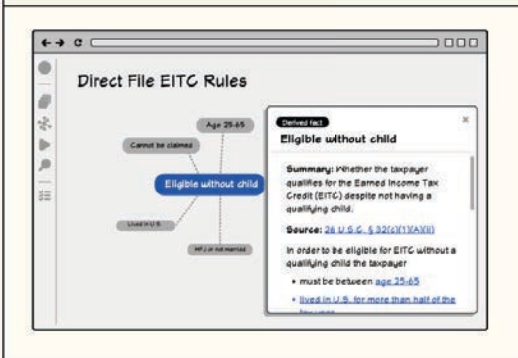 Direct File EITC Rules
Age 25-65
Cannot be claimed
Eligible without child
Lived in U.S.
MFJ or not married
Derived fact
Eligible without child
Summary: Whether the taxpayer
qualifies for the Earned Income Tax
Credit (EITC) despite not having a
qualifying child.
Source: 26 U.S.C. § 32(c)(1)(A)(ii)
In order to be eligible for EITC without a
qualifying child the taxpayer
• must be between age 25-65
• lived in U.S. for more than half of the
tax year